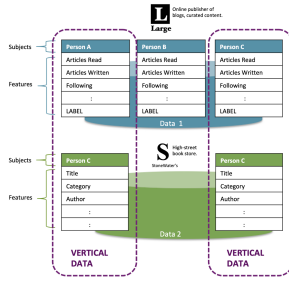 Online publisher of
blogs, curated content.
L
Large
Subjects
Person A
Person B
Person C
Features
Articles Read
Articles Read
Articles Read
Articles Written
Articles Written
Articles Written
Following
Following
Following
:
:
:
LABEL
LABEL
LABEL
Data 1
S
High-street
book store.
StoneWater's
Subjects
Person C
Person C
Features
Title
Title
Category
Category
Author
Author
:
:
:
:
Data 2
VERTICAL
DATA
VERTICAL
DATA